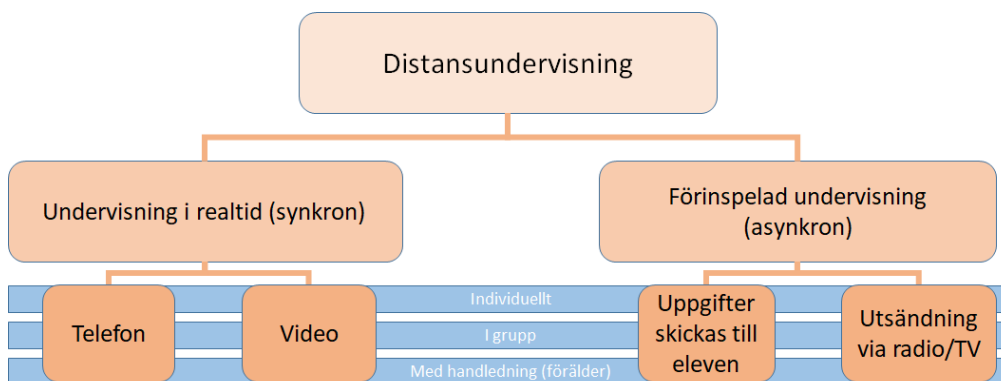 Distansundervisning
Undervisning i realtid (synkron)
Förinspelad undervisning
(asynkron)
Individuellt
I grupp
Med handledning (förälder)
Telefon
Video
Uppgifter
skickas till
eleven
Utsändning
via radio/TV